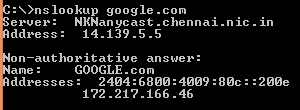 C:\>nslookup google.com
Server:  NKNanycast.chennai.nic.in
Address:  14.139.5.5
Non-authoritative answer:
Name:    GOOGLE.com
Addresses:  2404:6800:4009:80c::200e
          172.217.166.46